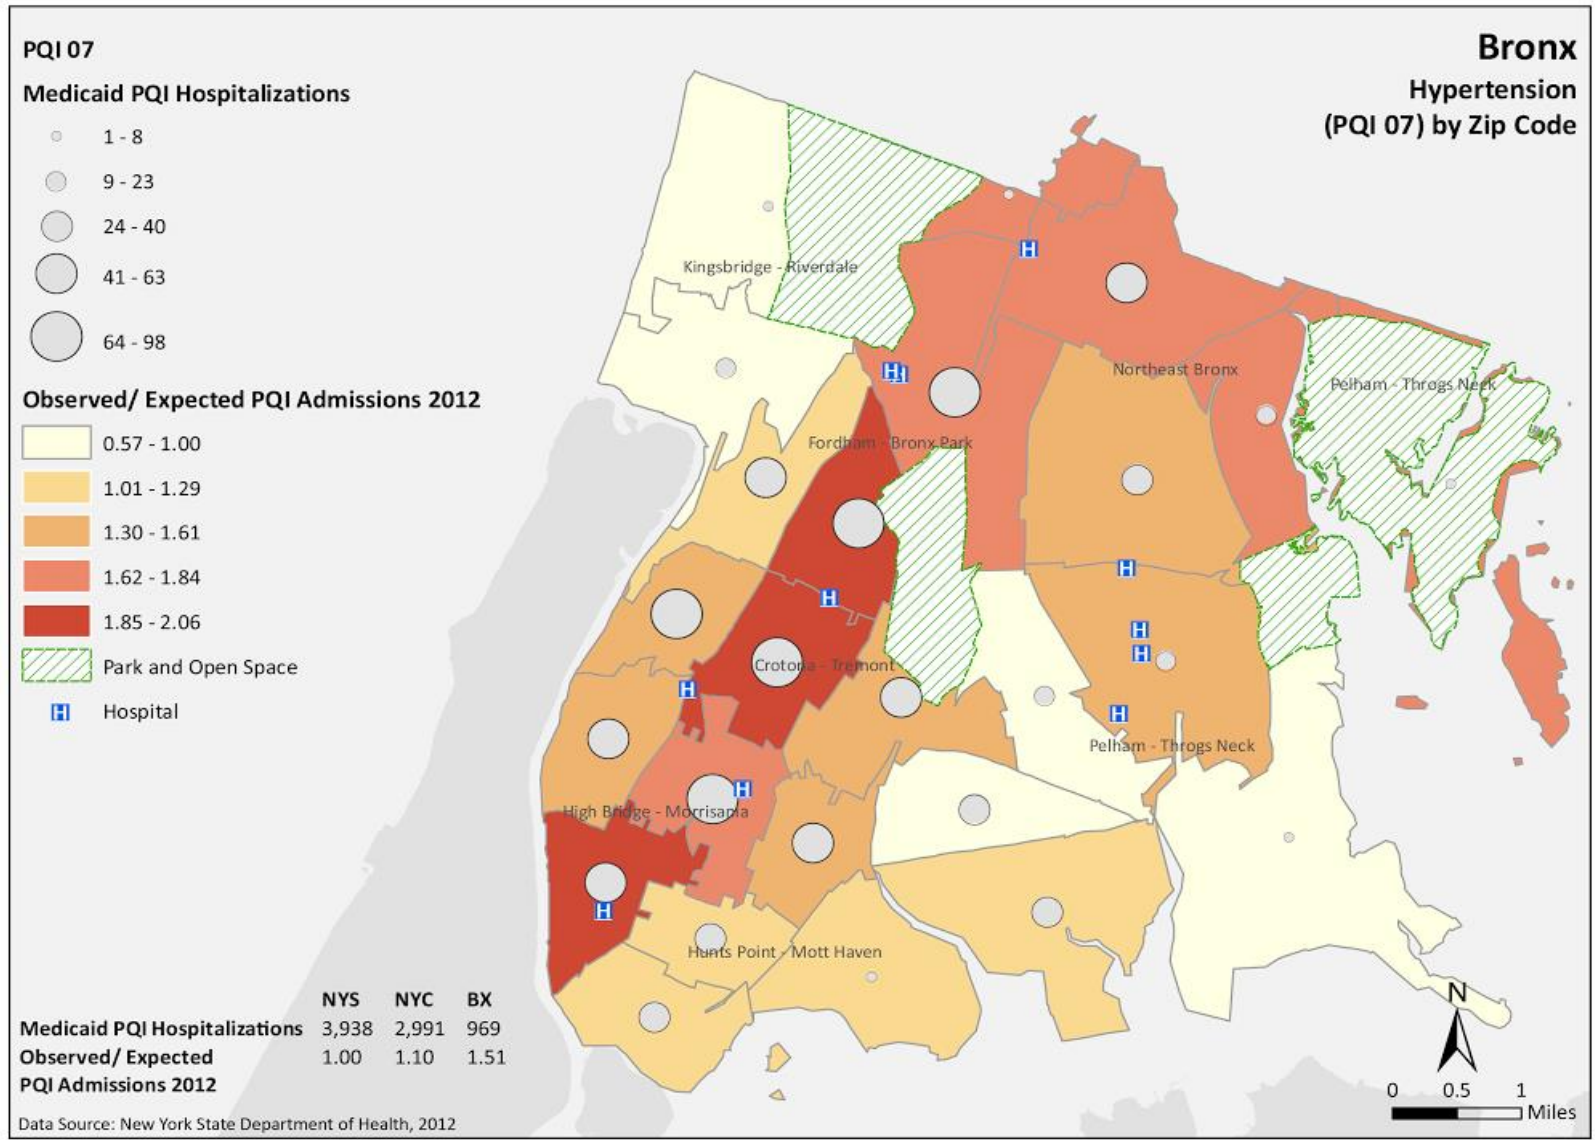 PQI 07
Medicaid PQI Hospitalizations
1 - 8
9 - 23
24 - 40
41 - 63
64 - 98
Observed/ Expected PQI Admissions 2012
0.57 - 1.00
1.01 - 1.29
1.30 - 1.61
1.62 - 1.84
1.85 - 2.06
Park and Open Space
H Hospital
Bronx
Hypertension
(PQI 07) by Zip Code
H
Kingsbridge - Riverdale
Northeast Bronx
H H
Pelham - Throgs Neck
Fordham - Bronx Park
H
H
H
H
Crotona - Tremont
H
H
Pelham - Throgs Neck
H
High Bridge - Morrisania
H
Hunts Point - Mott Haven
NYS NYC BX
Medicaid PQI Hospitalizations 3,938 2,991 969
Observed/ Expected 1.00 1.10 1.51
PQI Admissions 2012
Data Source: New York State Department of Health, 2012
N
0 0.5 1
Miles